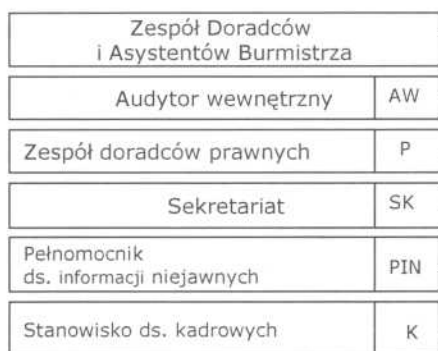 Zespół Doradców
i Asystentów Burmistrza
Audytor wewnętrzny AW
Zespół doradców prawnych P
Sekretariat SK
Pełnomocnik
ds. informacji niejawnych PIN
Stanowisko ds. kadrowych K